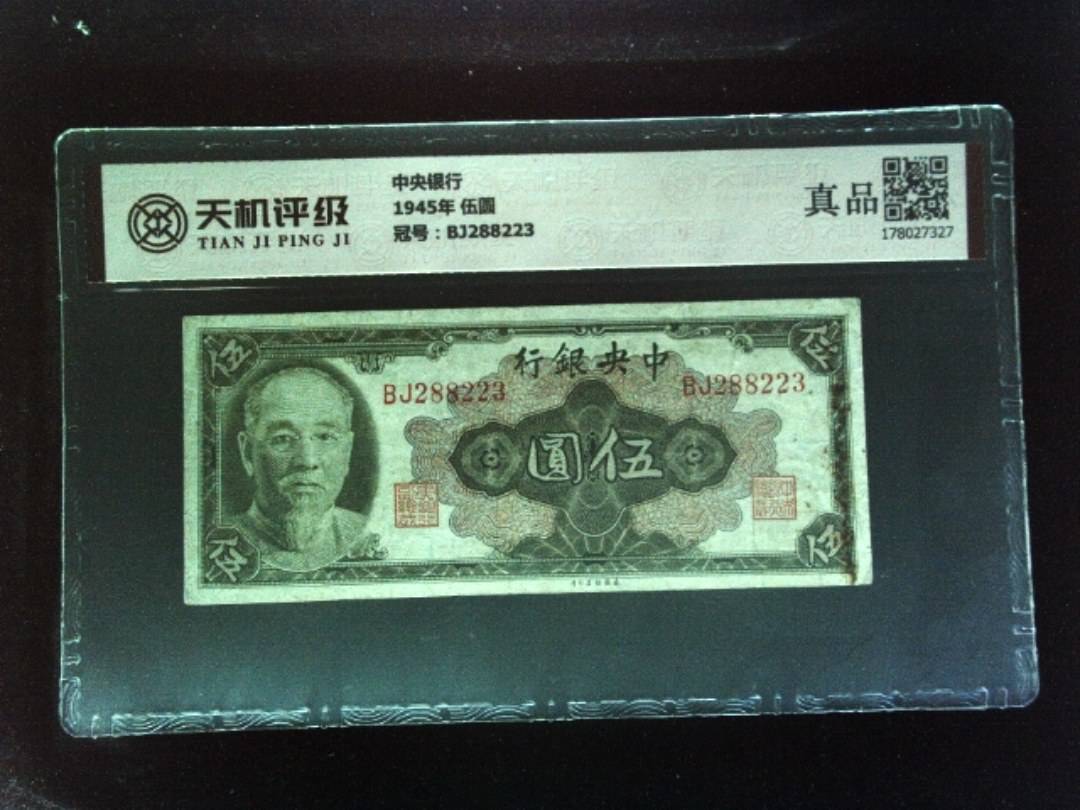 天机评级
TIAN JI PING JI
中央银行
1945年 伍圆
冠号：BJ288223
真品
178027327
伍
伍
行銀央中
BJ288223
BJ288223
圓伍
伍
伍